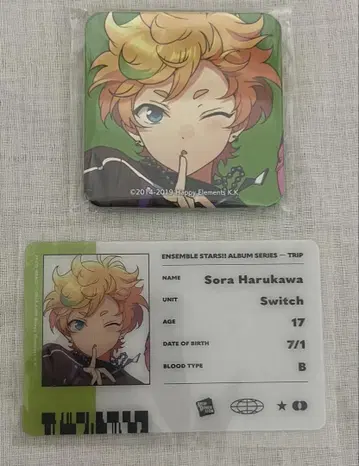 ©2014-2019 Happy Elements K.K
ENSEMBLE STARS!! ALBUM SERIES — TRIP
NAME Sora Harukawa
UNIT Switch
AGE 17
DATE OF BIRTH 7/1
BLOOD TYPE B